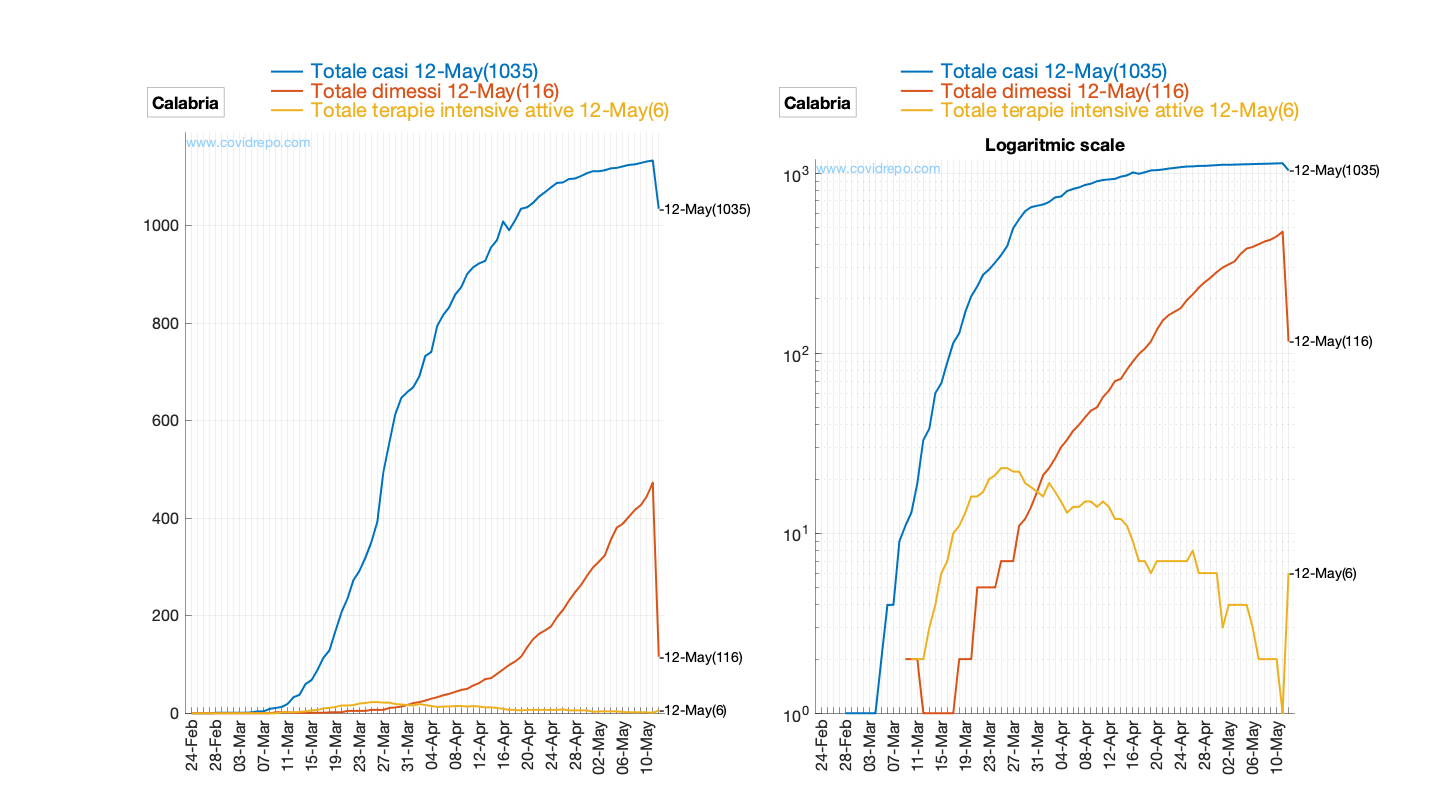 Totale casi 12-May(1035)
Totale dimessi 12-May(116)
Totale terapie intensive attive 12-May(6)
Calabria
www.covidrepo.com
1000
800
600
400
200
0
12-May(1035)
12-May(116)
12-May(6)
24-Feb
28-Feb
03-Mar
07-Mar
11-Mar
15-Mar
19-Mar
23-Mar
27-Mar
31-Mar
04-Apr
08-Apr
12-Apr
16-Apr
20-Apr
24-Apr
28-Apr
02-May
06-May
10-May
Totale casi 12-May(1035)
Totale dimessi 12-May(116)
Totale terapie intensive attive 12-May(6)
Calabria
Logaritmic scale
www.covidrepo.com
10³
10²
10¹
10⁰
12-May(1035)
12-May(116)
12-May(6)
24-Feb
28-Feb
03-Mar
07-Mar
11-Mar
15-Mar
19-Mar
23-Mar
27-Mar
31-Mar
04-Apr
08-Apr
12-Apr
16-Apr
20-Apr
24-Apr
28-Apr
02-May
06-May
10-May